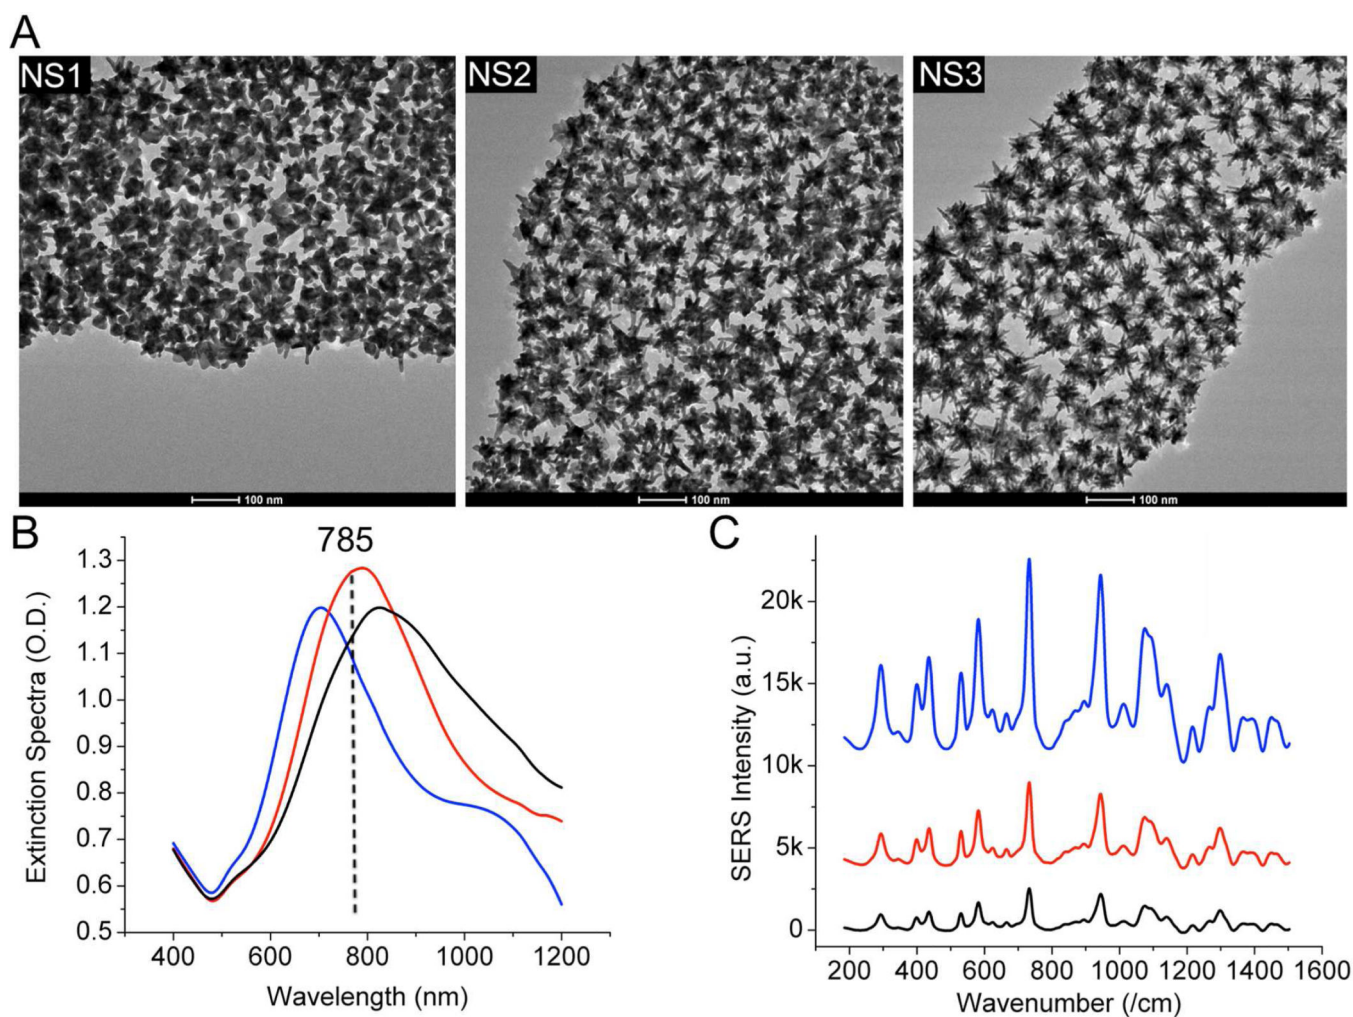 A
NS1
NS2
NS3
100 nm
100 nm
100 nm
B
785
1.3
1.2
1.1
1.0
0.9
0.8
0.7
0.6
0.5
Extinction Spectra (O.D.)
400
600
800
1000
1200
Wavelength (nm)
C
20k
15k
10k
5k
0
SERS Intensity (a.u.)
200
400
600
800
1000
1200
1400
1600
Wavenumber (/cm)